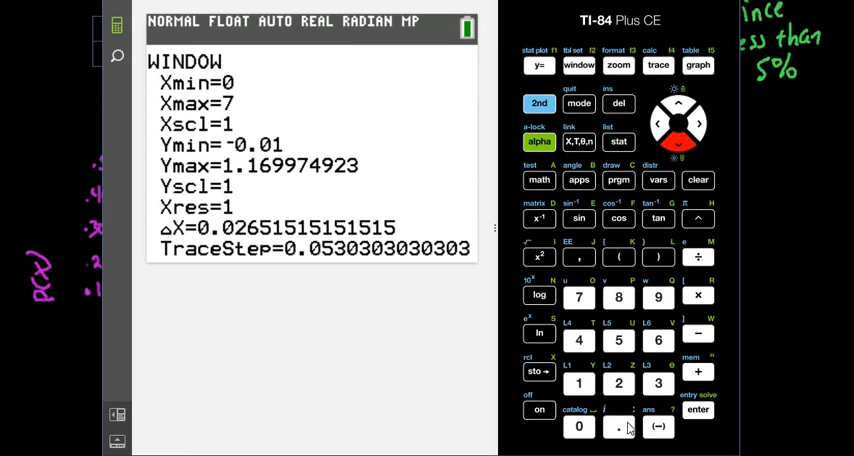 NORMAL FLOAT AUTO REAL RADIAN MP
WINDOW
Xmin=0
Xmax=7
Xscl=1
Ymin=-0.01
Ymax=1.169974923
Yscl=1
Xres=1
△X=0.02651515151515
TraceStep=0.0530303030303
P(X)
TI-84 Plus CE
stat plot f1 tbl set f2 format f3 calc f4 table f5
y= window zoom trace graph
quit ins
2nd mode del
a-lock link list
alpha X,T,θ,n stat
test A angle B draw C distr
math apps prgm vars clear
matrix D sin⁻¹ E cos⁻¹ F tan⁻¹ G π H
x⁻¹ sin cos tan ^
√ I EE J { K } L e M
x² , ( ) ÷
10ˣ N u O v P w Q [ R
log 7 8 9 ×
eˣ S L4 T L5 U L6 V ] W
ln 4 5 6 −
rcl X L1 Y L2 Z L3 θ mem "
sto→ 1 2 3 +
off catalog ⎵ i : ans ? entry solve
on 0 . (−) enter
ess than
5%